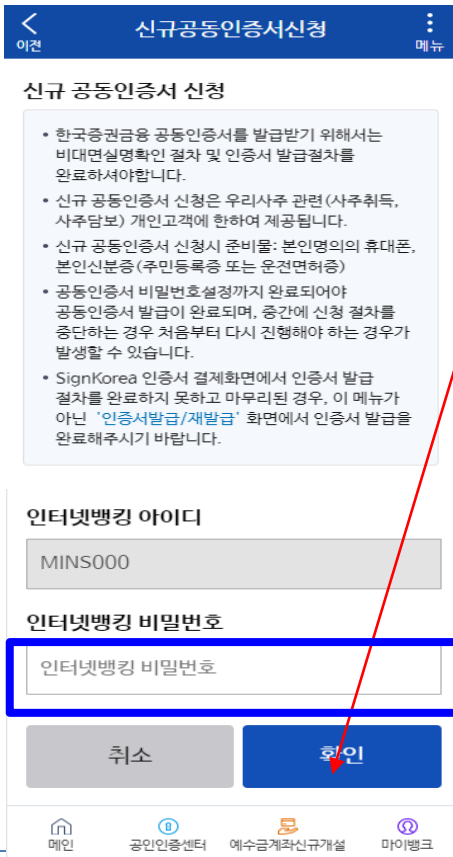 이전
신규공동인증서신청
메뉴
신규 공동인증서 신청
• 한국증권금융 공동인증서를 발급받기 위해서는
비대면실명확인 절차 및 인증서 발급절차를
완료하셔야합니다.
• 신규 공동인증서 신청은 우리사주 관련(사주취득,
사주담보) 개인고객에 한하여 제공됩니다.
• 신규 공동인증서 신청시 준비물: 본인명의의 휴대폰,
본인신분증(주민등록증 또는 운전면허증)
• 공동인증서 비밀번호설정까지 완료되어야
공동인증서 발급이 완료되며, 중간에 신청 절차를
중단하는 경우 처음부터 다시 진행해야 하는 경우가
발생할 수 있습니다.
• SignKorea 인증서 결제화면에서 인증서 발급
절차를 완료하지 못하고 마무리된 경우, 이 메뉴가
아닌 '인증서발급/재발급' 화면에서 인증서 발급을
완료해주시기 바랍니다.
인터넷뱅킹 아이디
MINS000
인터넷뱅킹 비밀번호
인터넷뱅킹 비밀번호
취소
확인
메인
공인인증센터
예수금계좌신규개설
마이뱅크